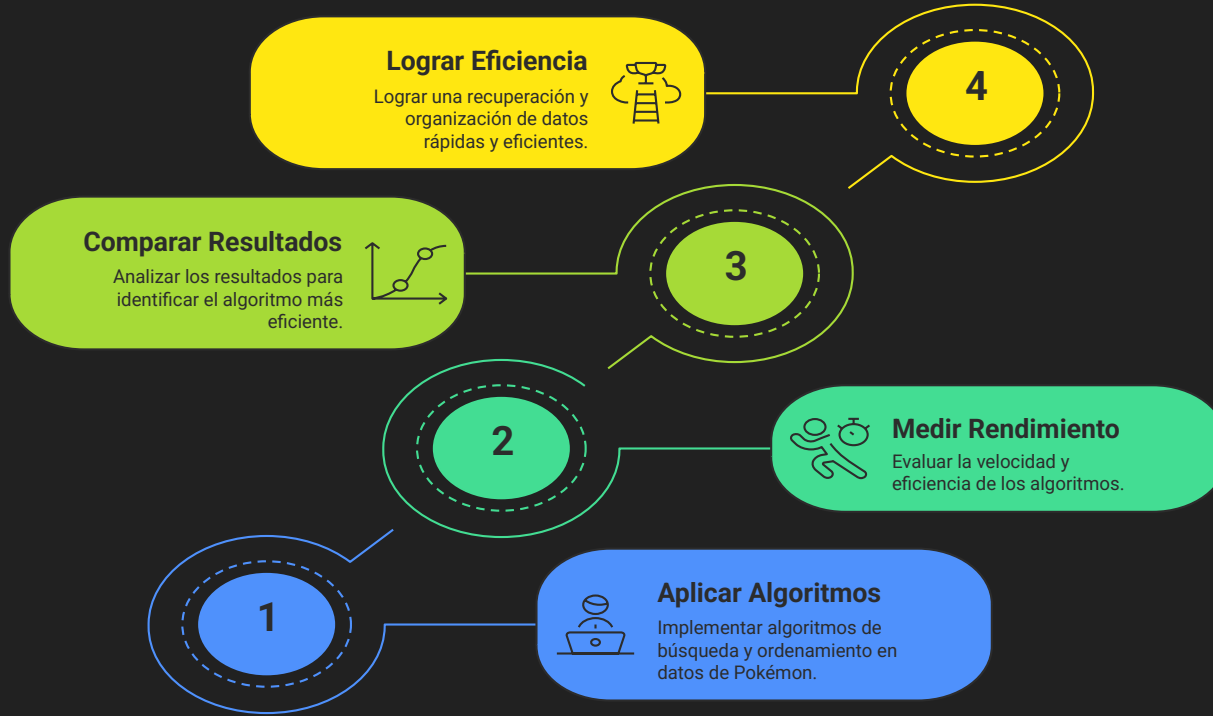 Lograr Eficiencia
Lograr una recuperación y
organización de datos
rápidas y eficientes.
4
Comparar Resultados
Analizar los resultados para
identificar el algoritmo más
eficiente.
3
2
Medir Rendimiento
Evaluar la velocidad y
eficiencia de los algoritmos.
1
Aplicar Algoritmos
Implementar algoritmos de
búsqueda y ordenamiento en
datos de Pokémon.